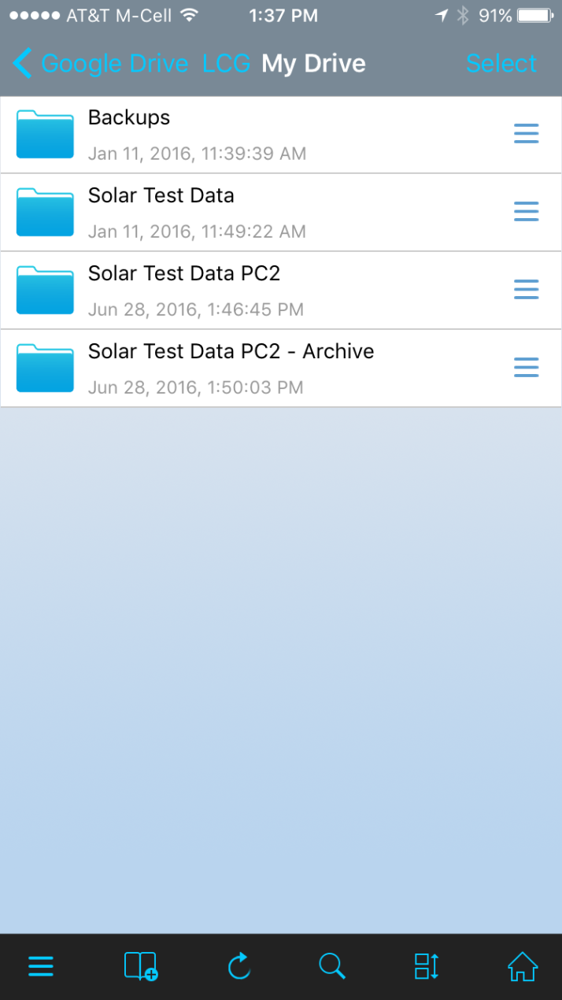 AT&T M-Cell 1:37 PM 91%
Google Drive LCG My Drive Select
Backups
Jan 11, 2016, 11:39:39 AM
Solar Test Data
Jan 11, 2016, 11:49:22 AM
Solar Test Data PC2
Jun 28, 2016, 1:46:45 PM
Solar Test Data PC2 - Archive
Jun 28, 2016, 1:50:03 PM